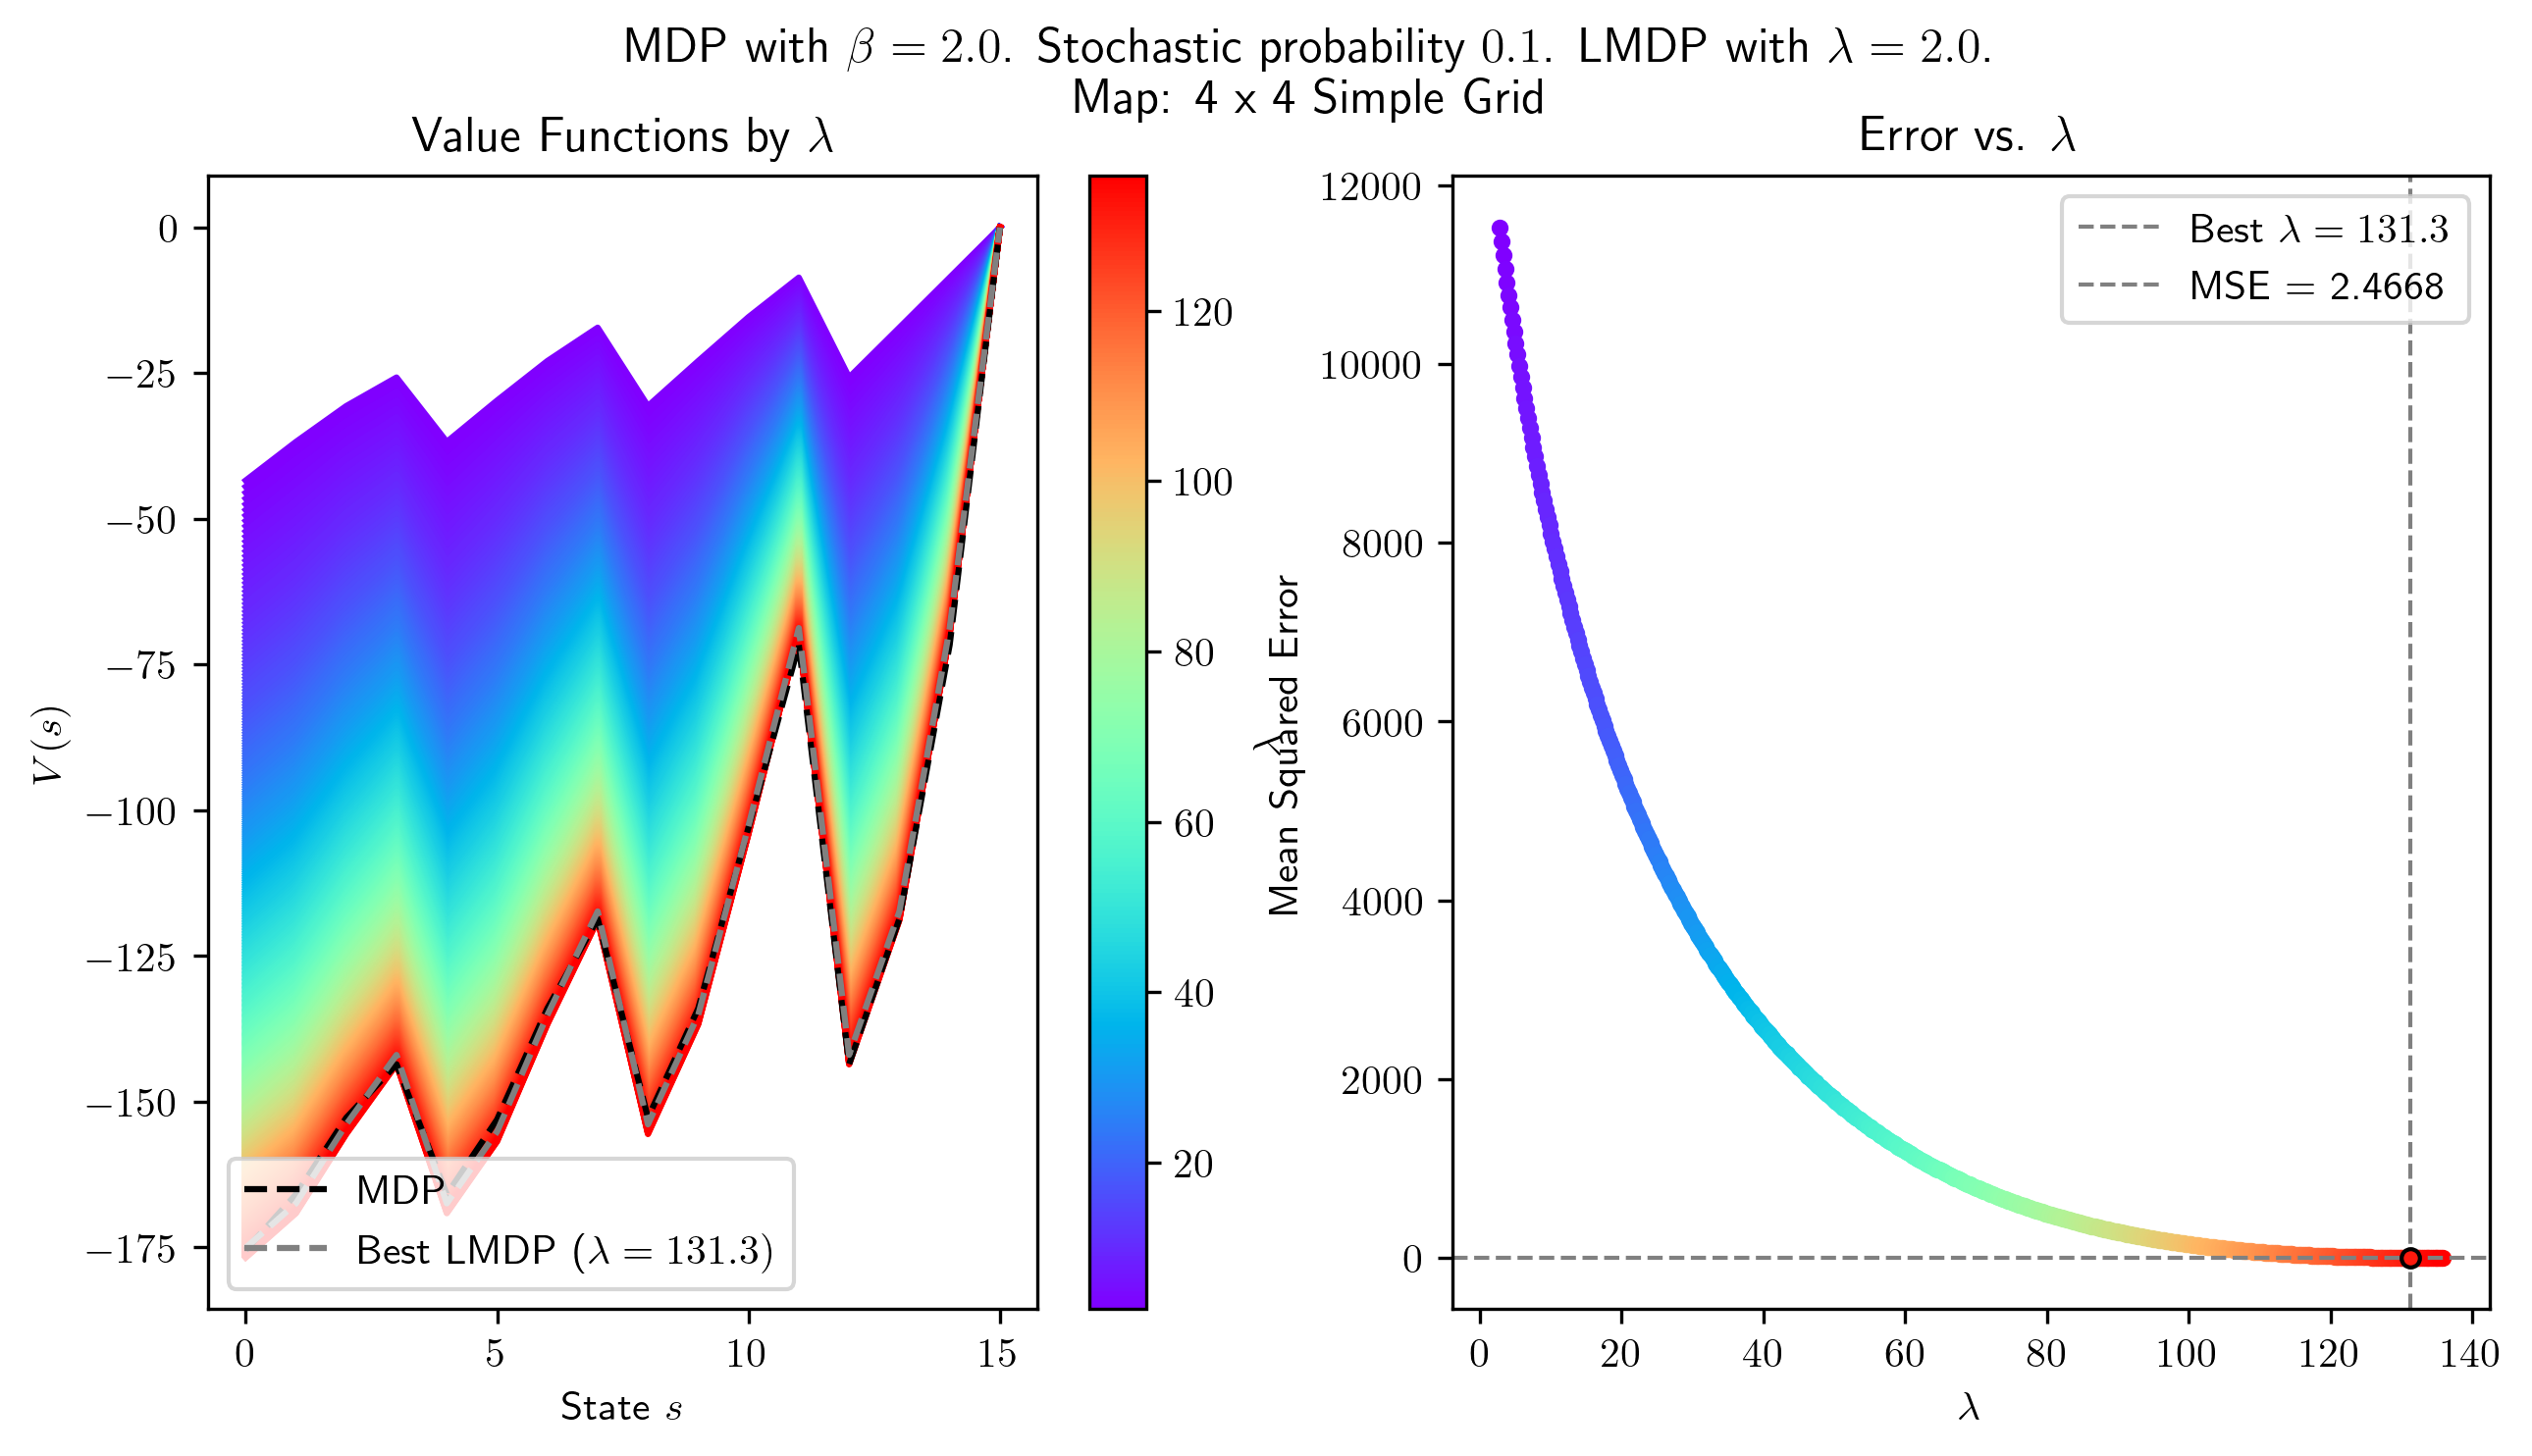 MDP with β = 2.0. Stochastic probability 0.1. LMDP with λ = 2.0.
Map: 4 x 4 Simple Grid
Value Functions by λ
V(s)
0
−25
−50
−75
−100
−125
−150
−175
MDP
Best LMDP (λ = 131.3)
0
5
10
15
State s
120
100
80
60
40
20
λ
Error vs. λ
Mean Squared Error
12000
10000
8000
6000
4000
2000
0
Best λ = 131.3
MSE = 2.4668
0
20
40
60
80
100
120
140
λ